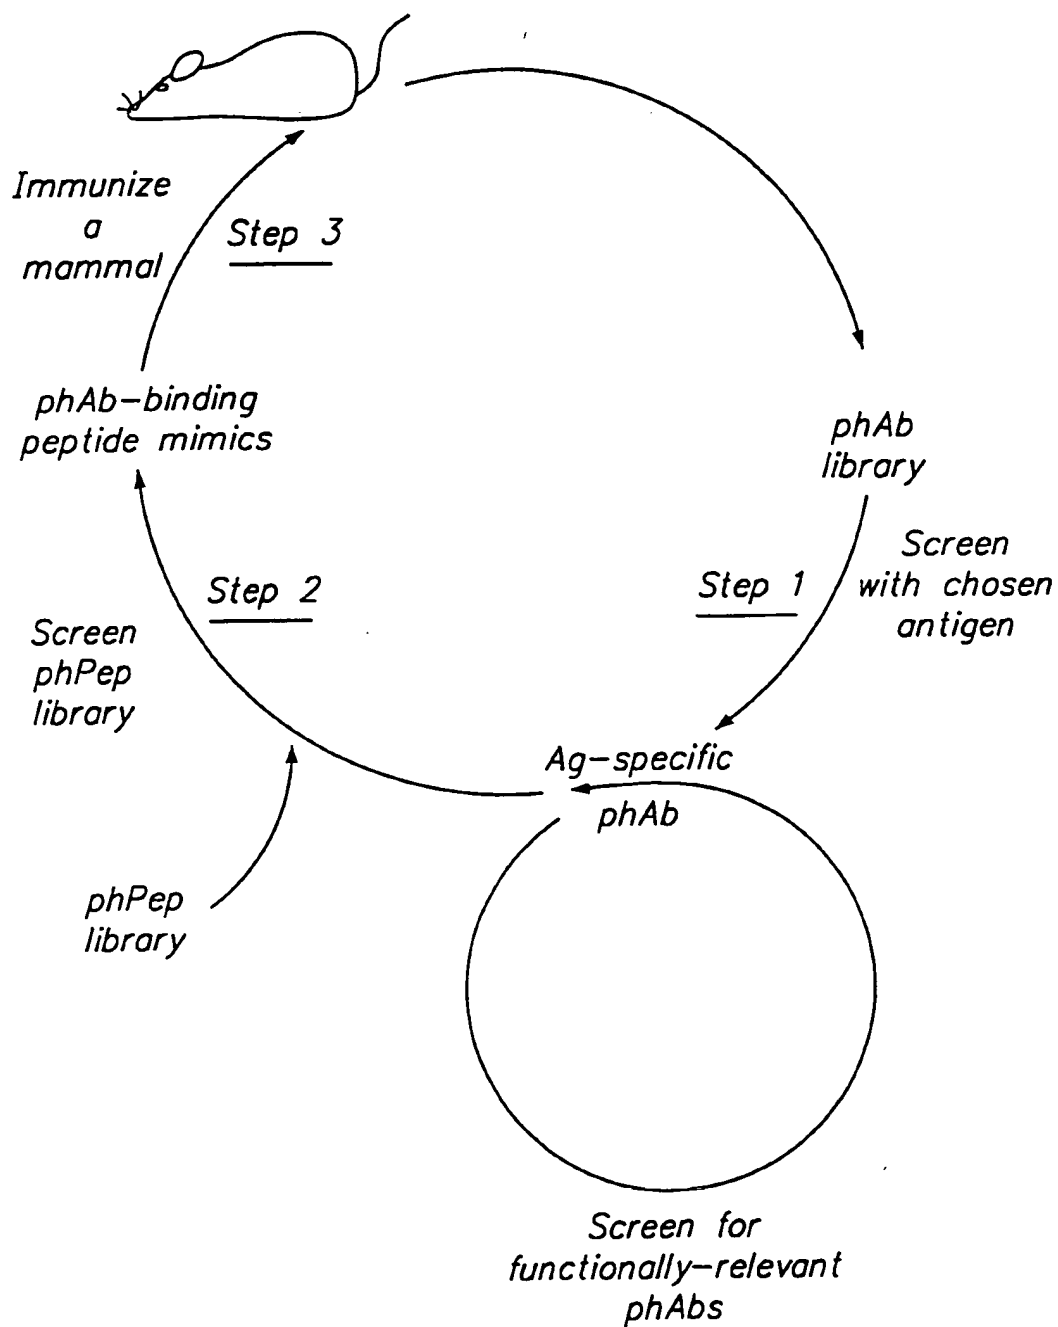 Immunize
a
mammal
Step 3
phAb-binding
peptide mimics
phAb
library
Screen
with chosen
antigen
Step 1
Step 2
Screen
phPep
library
Ag-specific
phAb
phPep
library
Screen for
functionally-relevant
phAbs